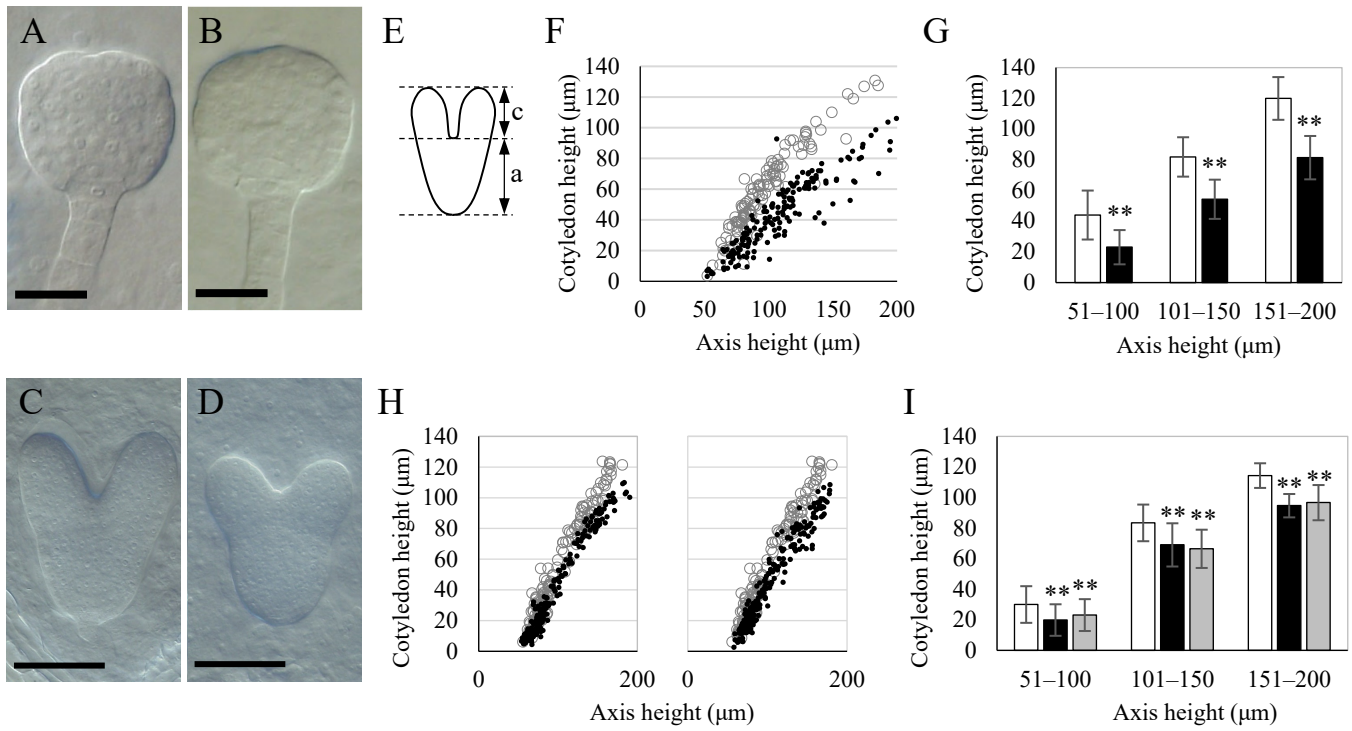 A
B
E
c
a
F
Cotyledon height (μm)
140
120
100
80
60
40
20
0
0 50 100 150 200
Axis height (μm)
G
Cotyledon height (μm)
140
120
100
80
60
40
20
0
**
**
**
51–100 101–150 151–200
Axis height (μm)
C
D
H
Cotyledon height (μm)
140
120
100
80
60
40
20
0
0 200 0 200
Axis height (μm)
I
Cotyledon height (μm)
140
120
100
80
60
40
20
0
** **
** **
** **
51–100 101–150 151–200
Axis height (μm)